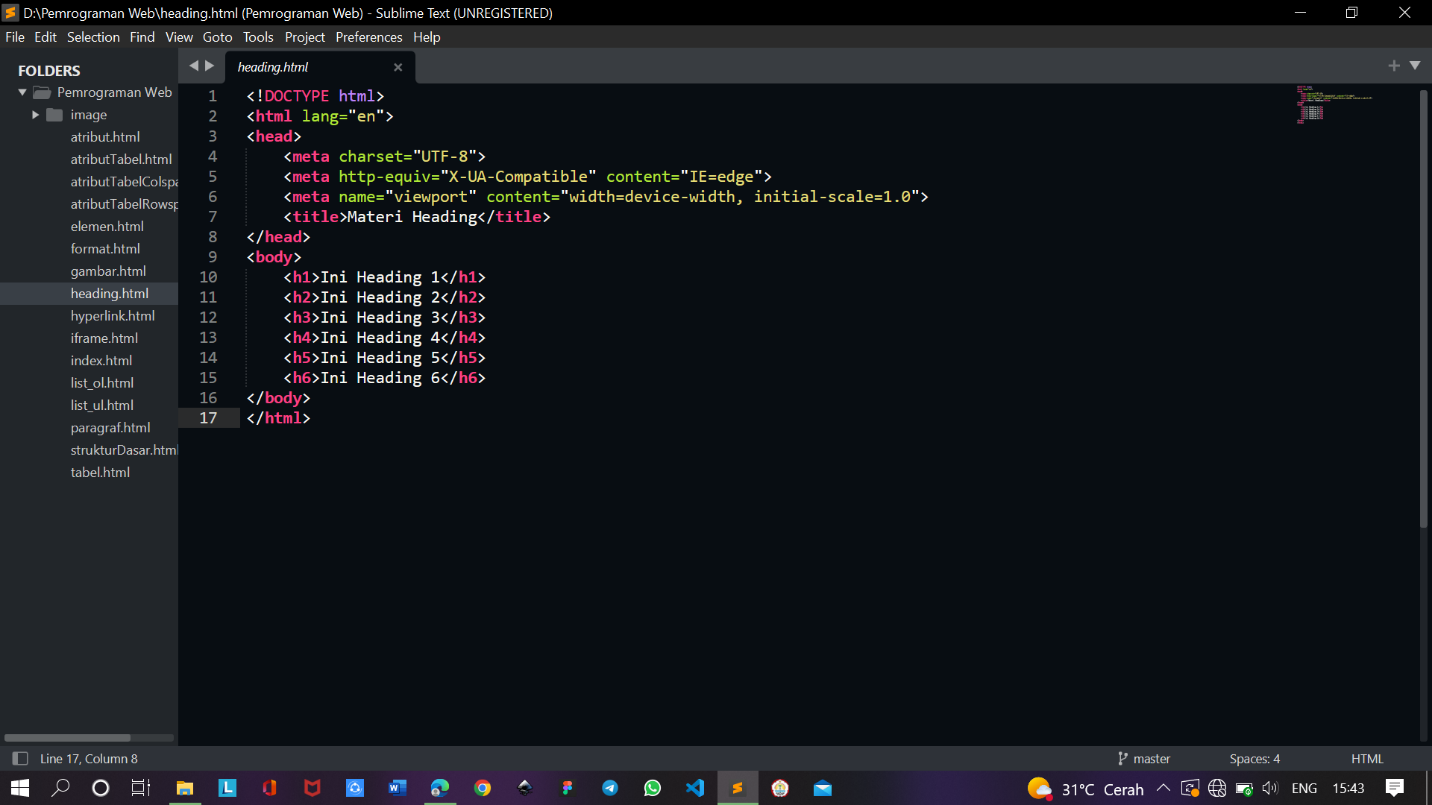 D:\Pemrograman Web\heading.html (Pemrograman Web) - Sublime Text (UNREGISTERED)
File Edit Selection Find View Goto Tools Project Preferences Help
FOLDERS
Pemrograman Web
image
atribut.html
atributTabel.html
atributTabelColspa
atributTabelRowsp
elemen.html
format.html
gambar.html
heading.html
hyperlink.html
iframe.html
index.html
list_ol.html
list_ul.html
paragraf.html
strukturDasar.html
tabel.html
heading.html
1 <!DOCTYPE html>
2 <html lang="en">
3 <head>
4     <meta charset="UTF-8">
5     <meta http-equiv="X-UA-Compatible" content="IE=edge">
6     <meta name="viewport" content="width=device-width, initial-scale=1.0">
7     <title>Materi Heading</title>
8 </head>
9 <body>
10     <h1>Ini Heading 1</h1>
11     <h2>Ini Heading 2</h2>
12     <h3>Ini Heading 3</h3>
13     <h4>Ini Heading 4</h4>
14     <h5>Ini Heading 5</h5>
15     <h6>Ini Heading 6</h6>
16 </body>
17 </html>
Line 17, Column 8 master Spaces: 4 HTML
31°C Cerah ENG 15:43